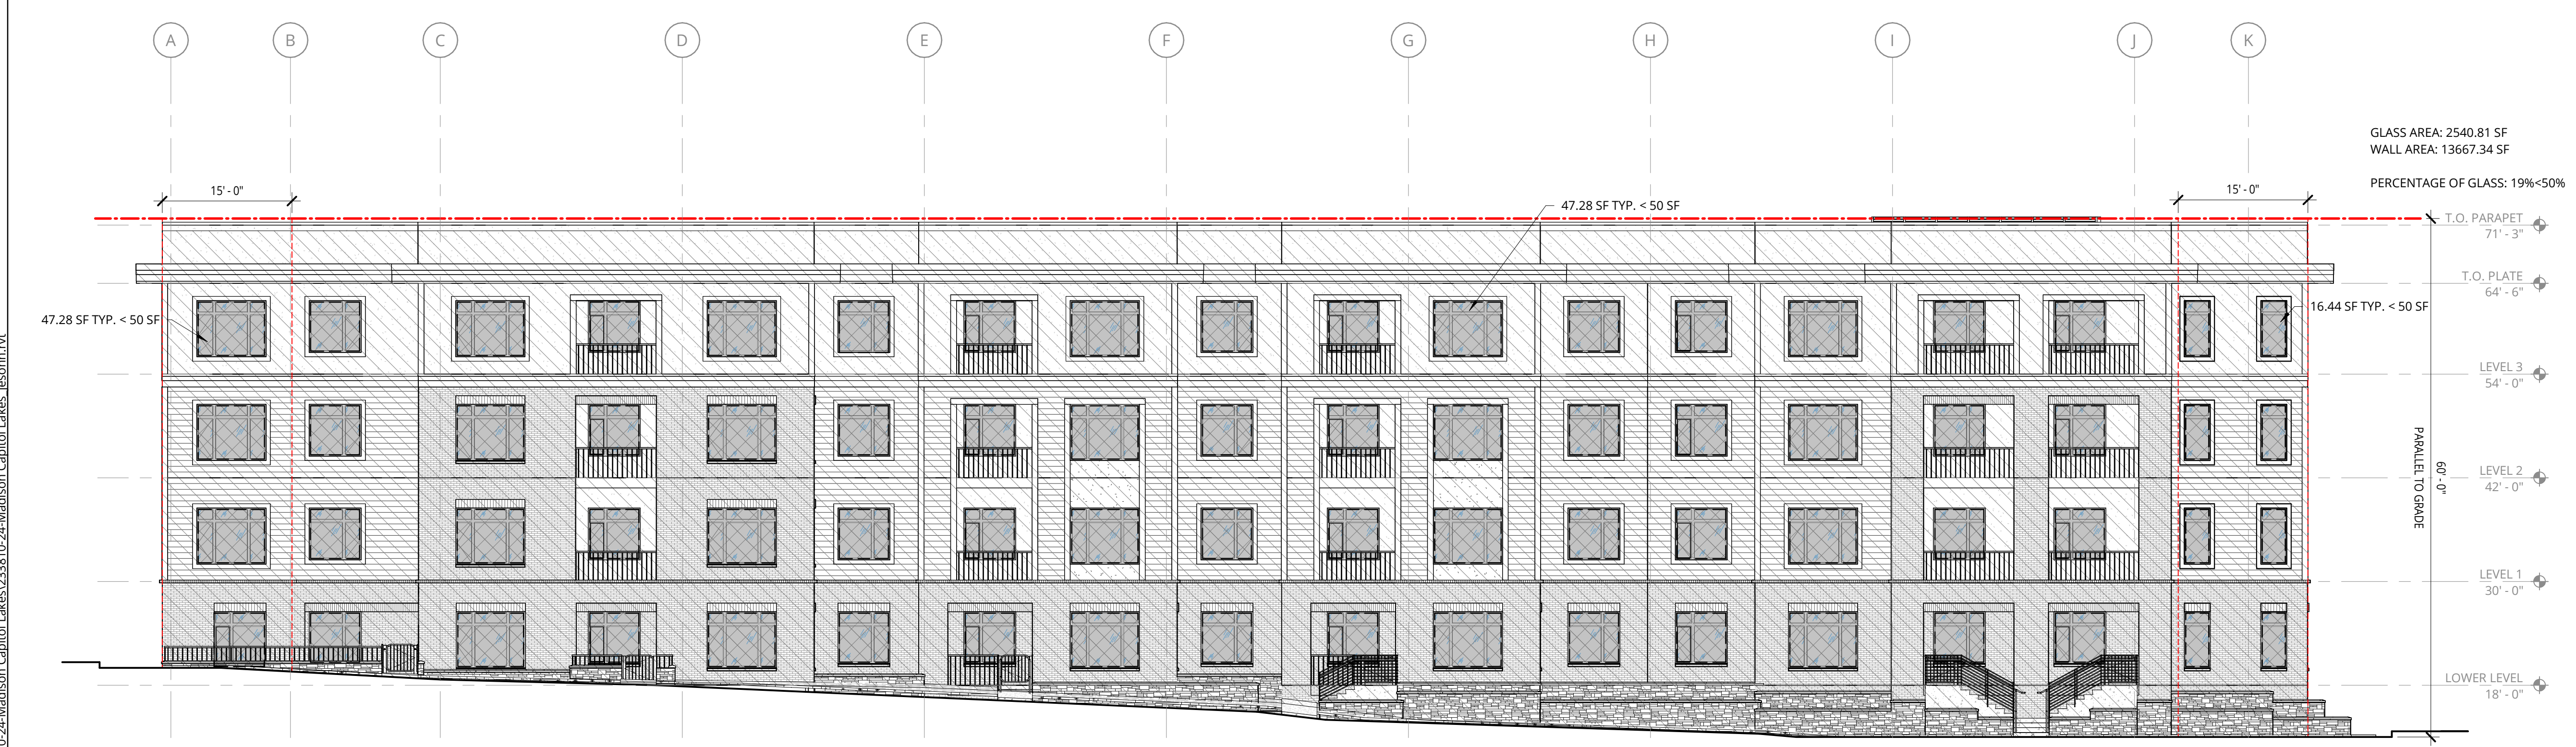 A B C D E F G H I J K
GLASS AREA: 2540.81 SF
WALL AREA: 13667.34 SF
PERCENTAGE OF GLASS: 19%<50%
15' - 0"
15' - 0"
47.28 SF TYP. < 50 SF
T.O. PARAPET
71' - 3"
T.O. PLATE
64' - 6"
47.28 SF TYP. < 50 SF
16.44 SF TYP. < 50 SF
LEVEL 3
54' - 0"
LEVEL 2
42' - 0"
PARALLEL TO GRADE
60' - 0"
LEVEL 1
30' - 0"
LOWER LEVEL
18' - 0"